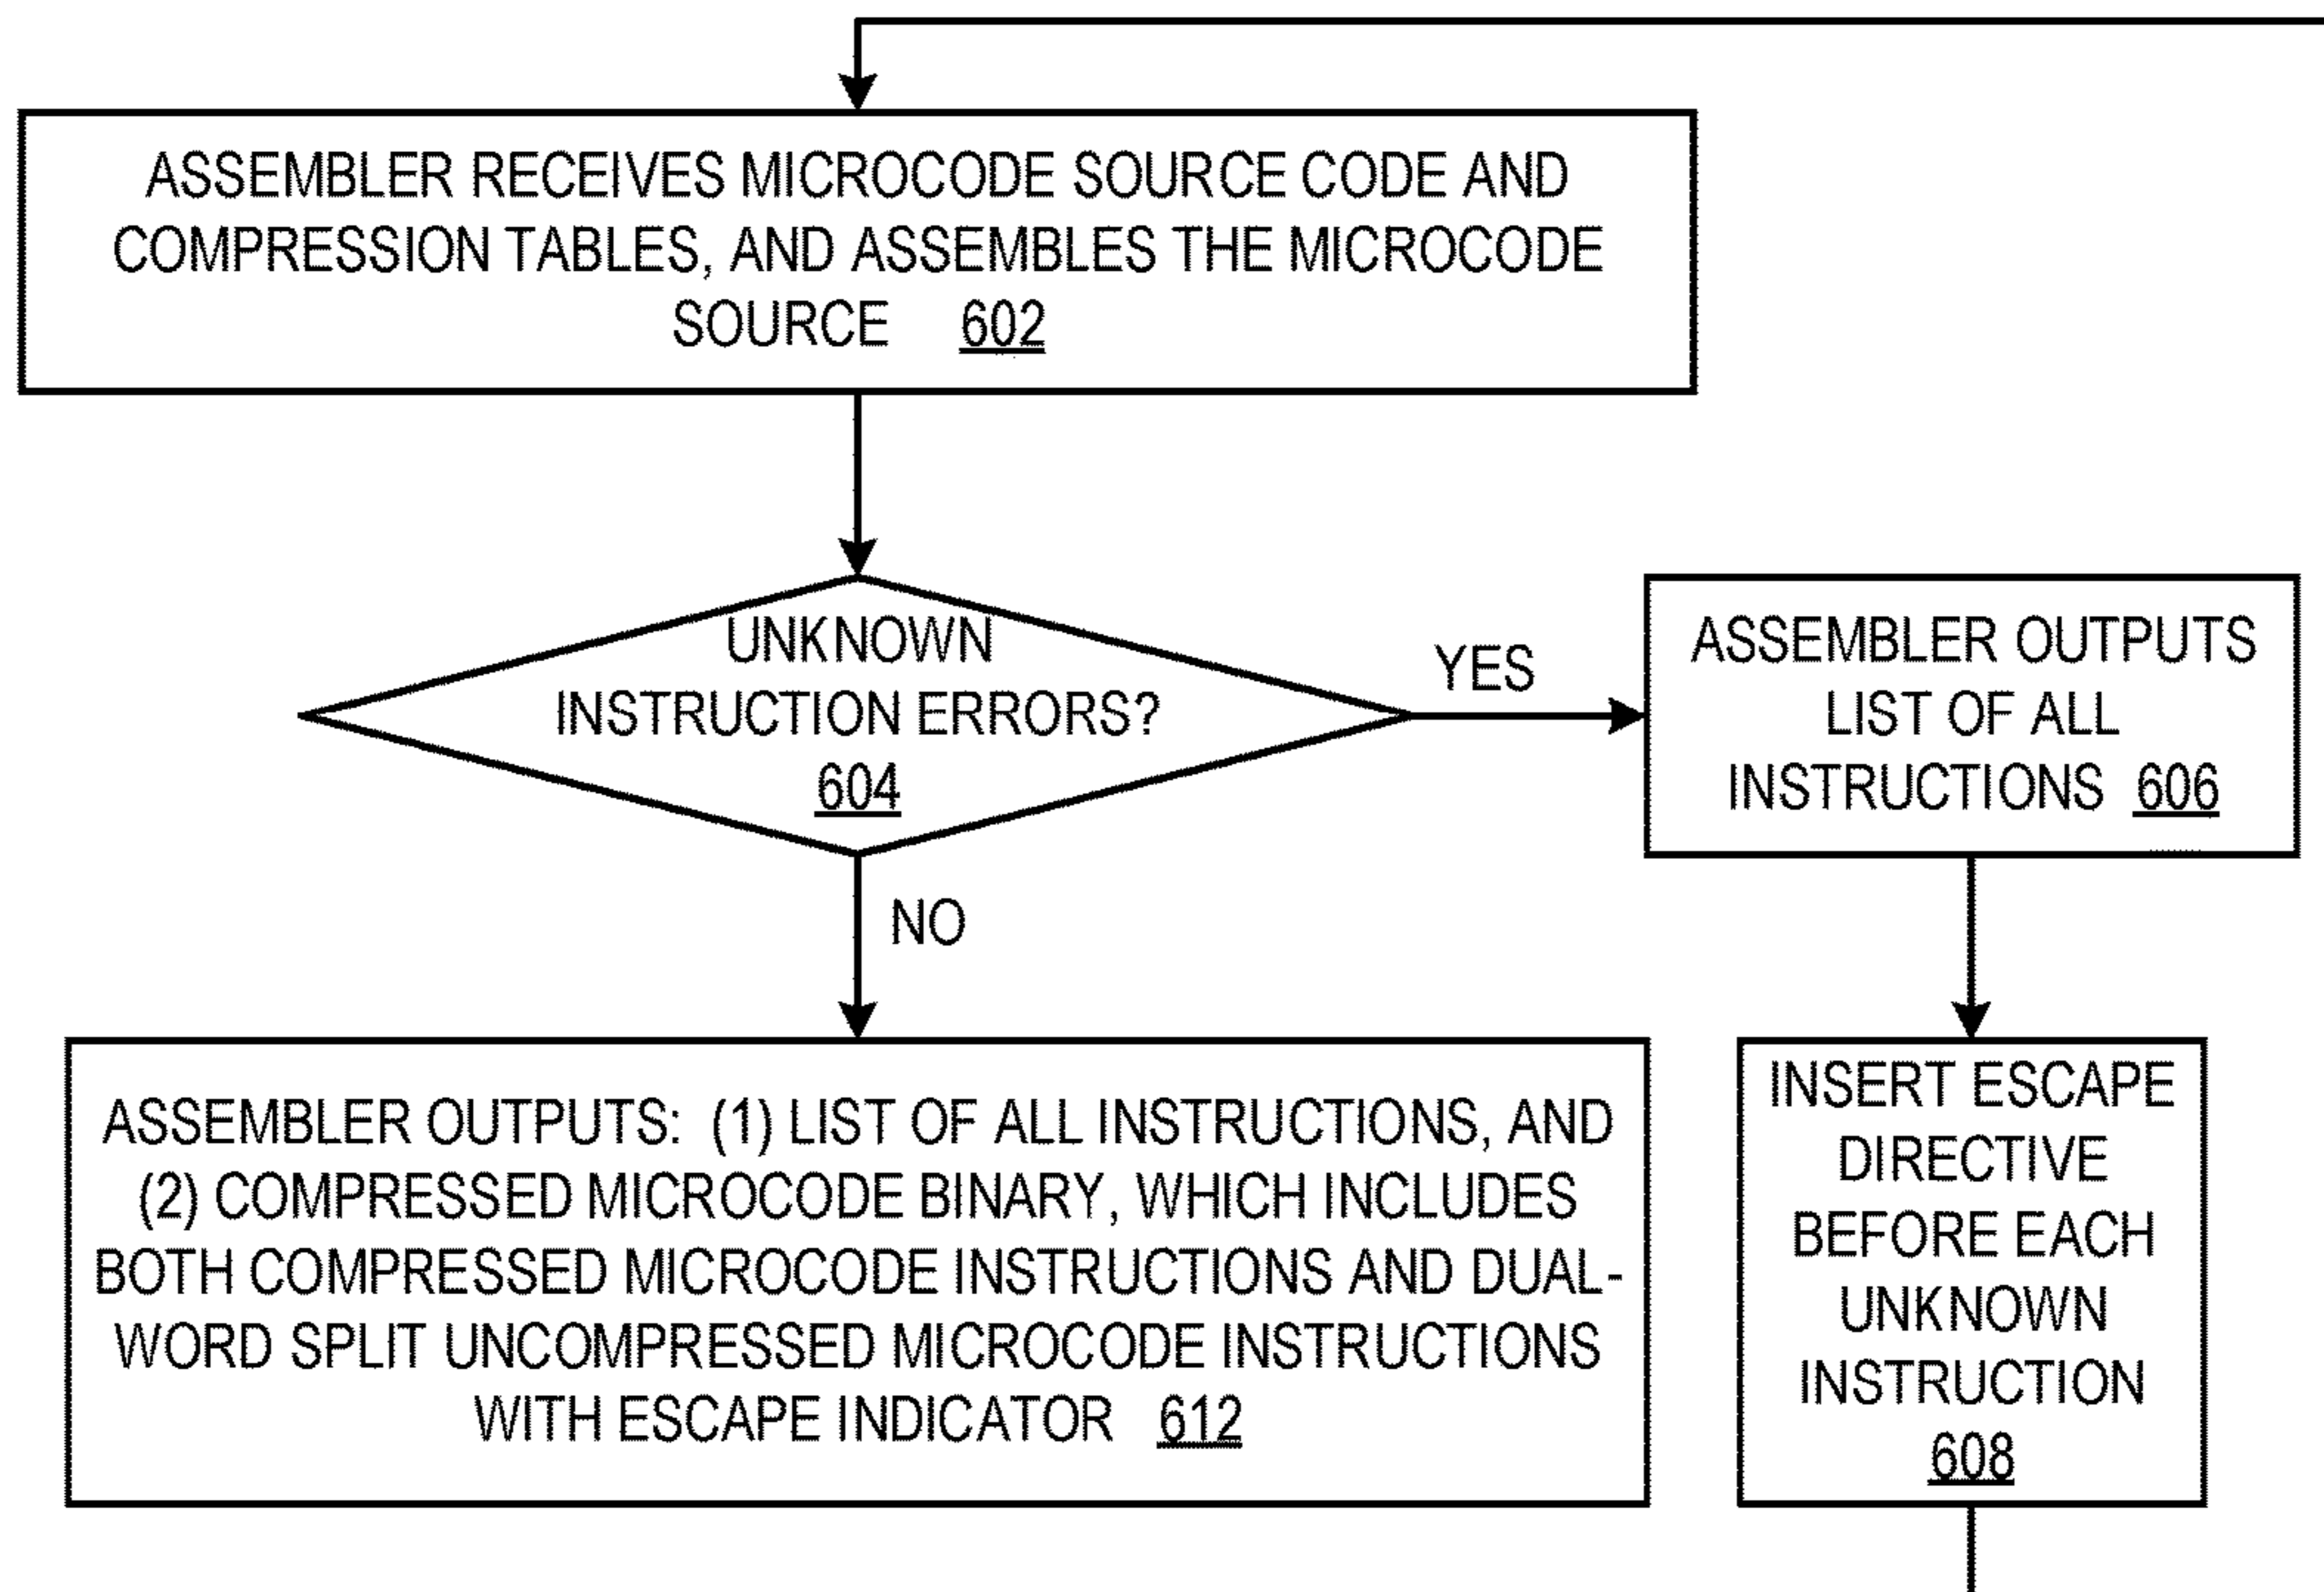 ASSEMBLER RECEIVES MICROCODE SOURCE CODE AND
COMPRESSION TABLES, AND ASSEMBLES THE MICROCODE
SOURCE 602
UNKNOWN
INSTRUCTION ERRORS?
604
YES
ASSEMBLER OUTPUTS
LIST OF ALL
INSTRUCTIONS 606
NO
ASSEMBLER OUTPUTS: (1) LIST OF ALL INSTRUCTIONS, AND
(2) COMPRESSED MICROCODE BINARY, WHICH INCLUDES
BOTH COMPRESSED MICROCODE INSTRUCTIONS AND DUAL-
WORD SPLIT UNCOMPRESSED MICROCODE INSTRUCTIONS
WITH ESCAPE INDICATOR 612
INSERT ESCAPE
DIRECTIVE
BEFORE EACH
UNKNOWN
INSTRUCTION
608